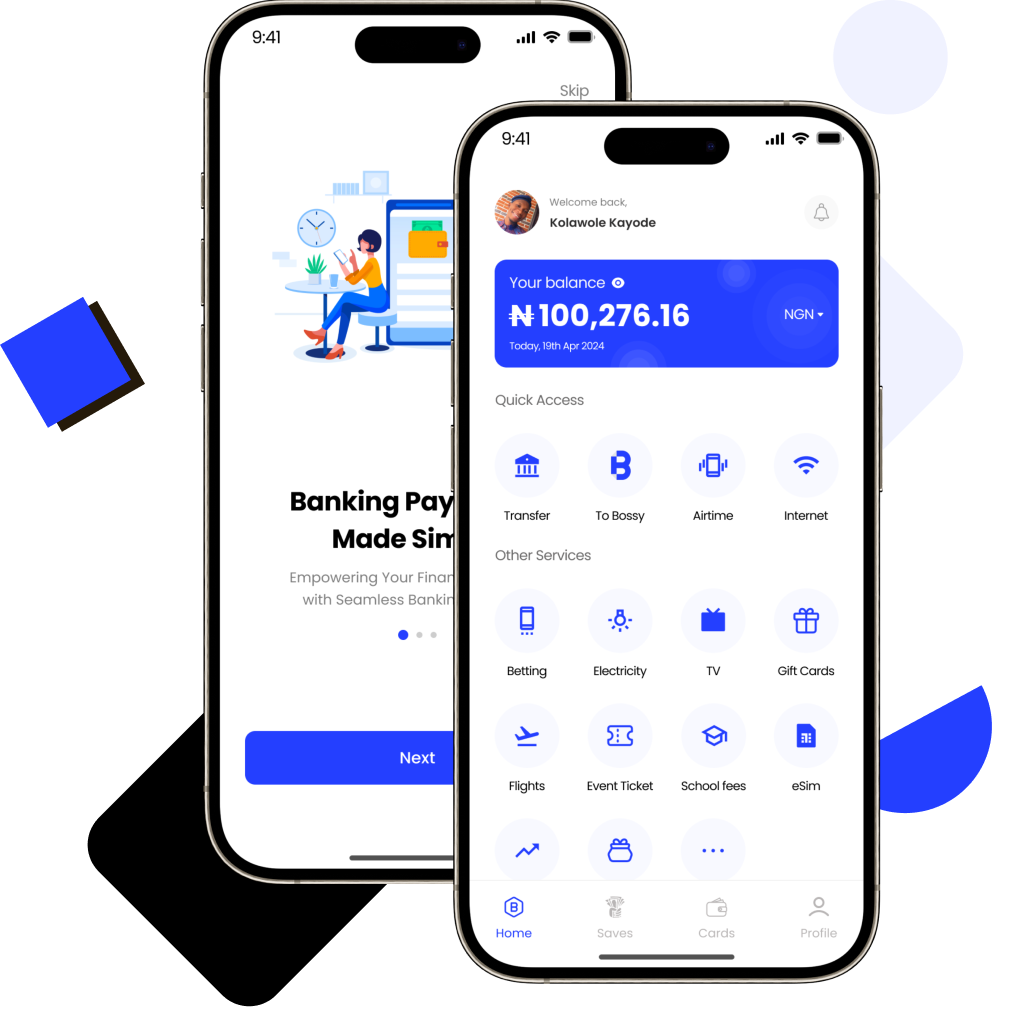 9:41
Skip
Banking Pay
Made Sim
Empowering Your Finan
with Seamless Bankin
Next
9:41
Welcome back,
Kolawole Kayode
Your balance
₦100,276.16
NGN
Today, 19th Apr 2024
Quick Access
Transfer To Bossy Airtime Internet
Other Services
Betting Electricity TV Gift Cards
Flights Event Ticket School fees eSim
Home Saves Cards Profile